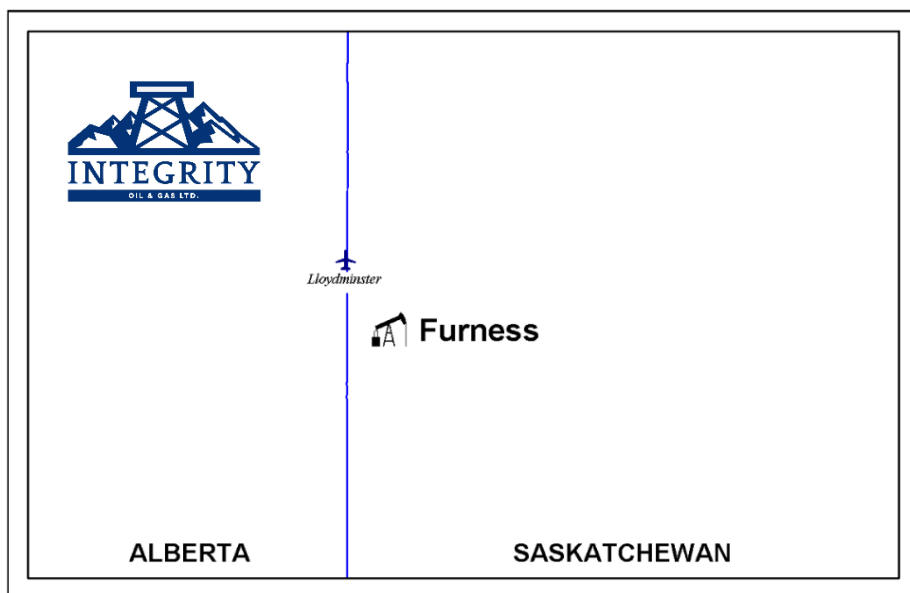 INTEGRITY
OIL & GAS LTD.
Lloydminster
Furness
ALBERTA
SASKATCHEWAN